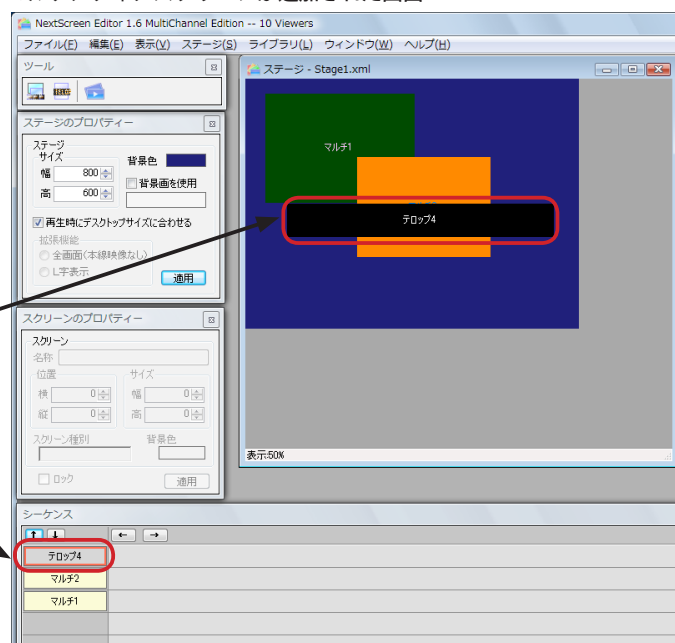 NextScreen Editor 1.6 MultiChannel Edition -- 10 Viewers
ファイル(F) 編集(E) 表示(V) ステージ(S) ライブラリ(L) ウィンドウ(W) ヘルプ(H)
ツール
ステージのプロパティー
ステージ
サイズ
幅 800
高 600
背景色
背景画を使用
再生時にデスクトップサイズに合わせる
拡張機能
全画面(本線映像なし)
L字表示
適用
スクリーンのプロパティー
スクリーン
名称
位置
横 0
縦 0
サイズ
幅 0
高 0
スクリーン種別
背景色
ロック
適用
ステージ - Stage1.xml
マルチ1
テロップ4
表示:50%
シーケンス
↑ ↓ ← →
テロップ4
マルチ2
マルチ1